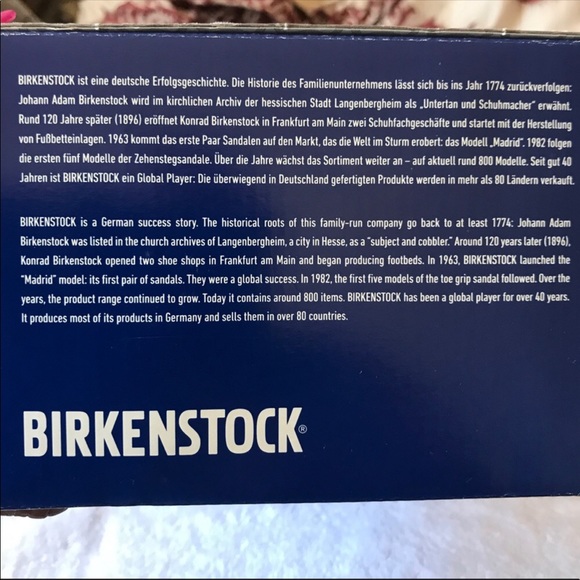 BIRKENSTOCK ist eine deutsche Erfolgsgeschichte. Die Historie des Familienunternehmens lässt sich bis ins Jahr 1774 zurückverfolgen:
Johann Adam Birkenstock wird im kirchlichen Archiv der hessischen Stadt Langenbergheim als „Untertan und Schuhmacher“ erwähnt.
Rund 120 Jahre später (1896) eröffnet Konrad Birkenstock in Frankfurt am Main zwei Schuhfachgeschäfte und startet mit der Herstellung
von Fußbetteinlagen. 1963 kommt das erste Paar Sandalen auf den Markt, das die Welt im Sturm erobert: das Modell „Madrid“. 1982 folgen
die ersten fünf Modelle der Zehenstegsandale. Über die Jahre wächst das Sortiment weiter an – auf aktuell rund 800 Modelle. Seit gut 40
Jahren ist BIRKENSTOCK ein Global Player: Die überwiegend in Deutschland gefertigten Produkte werden in mehr als 80 Ländern verkauft.
BIRKENSTOCK is a German success story. The historical roots of this family-run company go back to at least 1774: Johann Adam
Birkenstock was listed in the church archives of Langenbergheim, a city in Hesse, as a “subject and cobbler.” Around 120 years later (1896),
Konrad Birkenstock opened two shoe shops in Frankfurt am Main and began producing footbeds. In 1963, BIRKENSTOCK launched the
“Madrid” model: its first pair of sandals. They were a global success. In 1982, the first five models of the toe grip sandal followed. Over the
years, the product range continued to grow. Today it contains around 800 items. BIRKENSTOCK has been a global player for over 40 years.
It produces most of its products in Germany and sells them in over 80 countries.
BIRKENSTOCK®